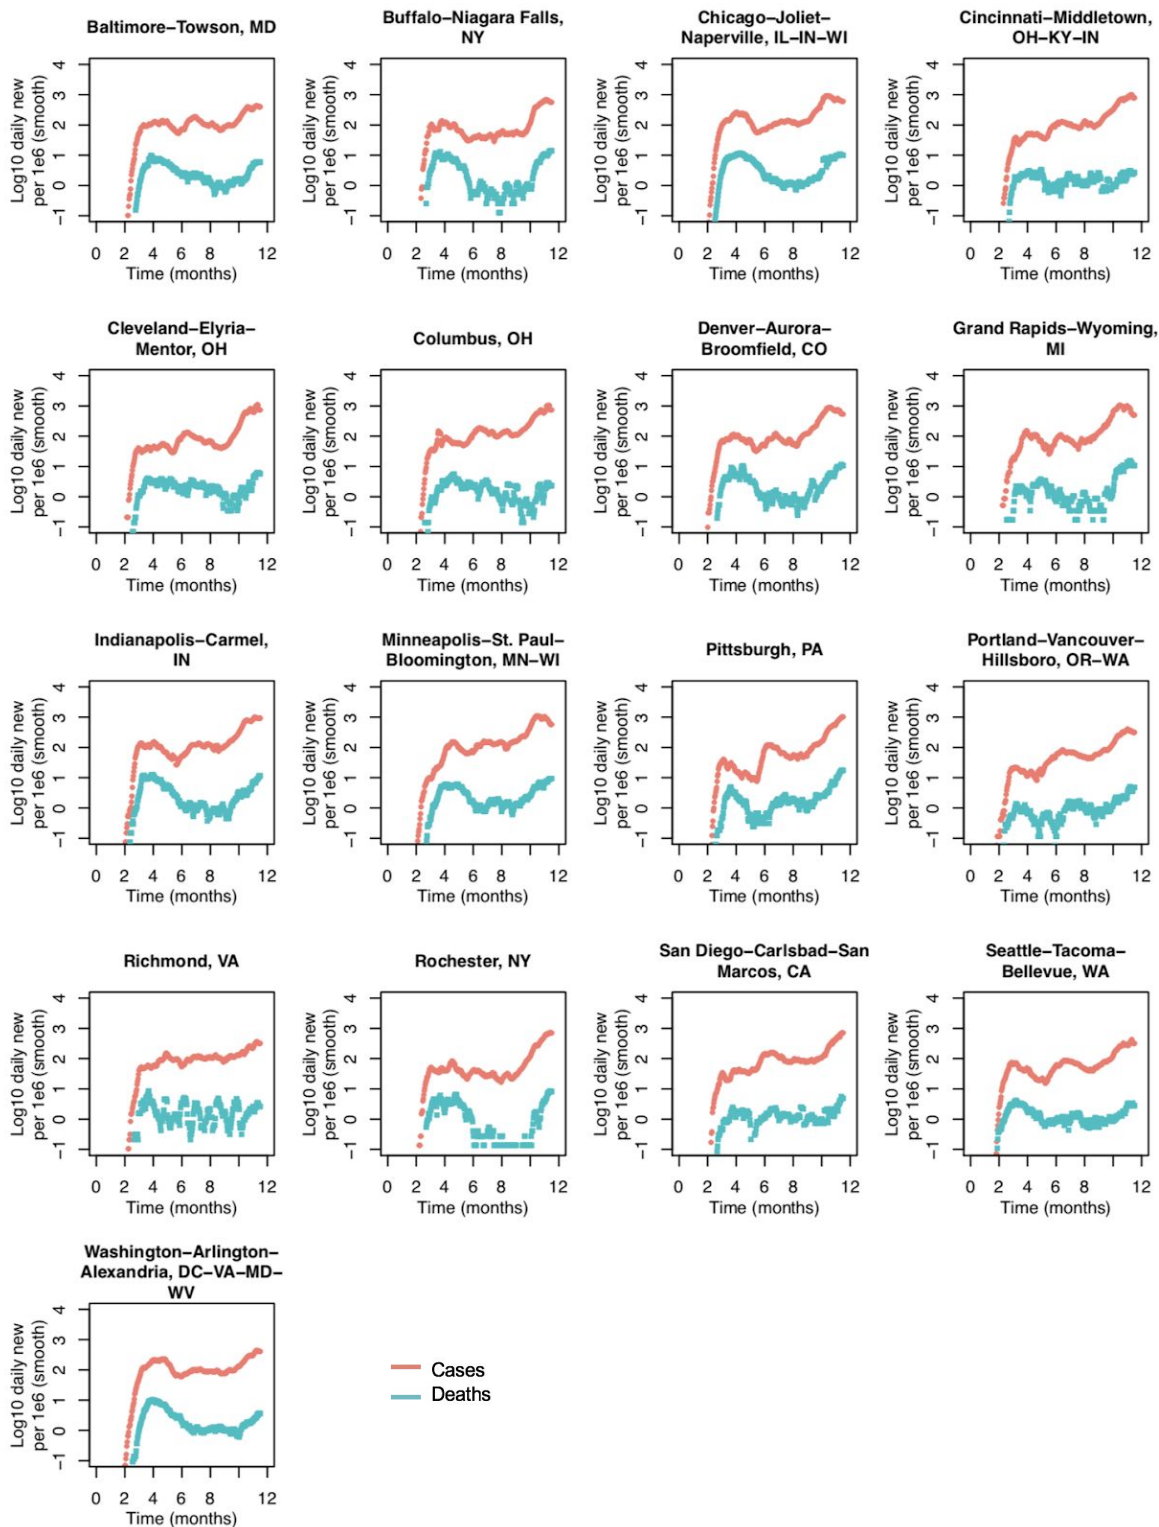 Baltimore–Towson, MD
Log10 daily new
per 1e6 (smooth)
4
3
2
1
0
−1
0 2 4 6 8 12
Time (months)
Buffalo–Niagara Falls,
NY
Log10 daily new
per 1e6 (smooth)
4
3
2
1
0
−1
0 2 4 6 8 12
Time (months)
Chicago–Joliet–
Naperville, IL–IN–WI
Log10 daily new
per 1e6 (smooth)
4
3
2
1
0
−1
0 2 4 6 8 12
Time (months)
Cincinnati–Middletown,
OH–KY–IN
Log10 daily new
per 1e6 (smooth)
4
3
2
1
0
−1
0 2 4 6 8 12
Time (months)
Cleveland–Elyria–
Mentor, OH
Log10 daily new
per 1e6 (smooth)
4
3
2
1
0
−1
0 2 4 6 8 12
Time (months)
Columbus, OH
Log10 daily new
per 1e6 (smooth)
4
3
2
1
0
−1
0 2 4 6 8 12
Time (months)
Denver–Aurora–
Broomfield, CO
Log10 daily new
per 1e6 (smooth)
4
3
2
1
0
−1
0 2 4 6 8 12
Time (months)
Grand Rapids–Wyoming,
MI
Log10 daily new
per 1e6 (smooth)
4
3
2
1
0
−1
0 2 4 6 8 12
Time (months)
Indianapolis–Carmel,
IN
Log10 daily new
per 1e6 (smooth)
4
3
2
1
0
−1
0 2 4 6 8 12
Time (months)
Minneapolis–St. Paul–
Bloomington, MN–WI
Log10 daily new
per 1e6 (smooth)
4
3
2
1
0
−1
0 2 4 6 8 12
Time (months)
Pittsburgh, PA
Log10 daily new
per 1e6 (smooth)
4
3
2
1
0
−1
0 2 4 6 8 12
Time (months)
Portland–Vancouver–
Hillsboro, OR–WA
Log10 daily new
per 1e6 (smooth)
4
3
2
1
0
−1
0 2 4 6 8 12
Time (months)
Richmond, VA
Log10 daily new
per 1e6 (smooth)
4
3
2
1
0
−1
0 2 4 6 8 12
Time (months)
Rochester, NY
Log10 daily new
per 1e6 (smooth)
4
3
2
1
0
−1
0 2 4 6 8 12
Time (months)
San Diego–Carlsbad–San
Marcos, CA
Log10 daily new
per 1e6 (smooth)
4
3
2
1
0
−1
0 2 4 6 8 12
Time (months)
Seattle–Tacoma–
Bellevue, WA
Log10 daily new
per 1e6 (smooth)
4
3
2
1
0
−1
0 2 4 6 8 12
Time (months)
Washington–Arlington–
Alexandria, DC–VA–MD–
WV
Log10 daily new
per 1e6 (smooth)
4
3
2
1
0
−1
0 2 4 6 8 12
Time (months)
Cases
Deaths